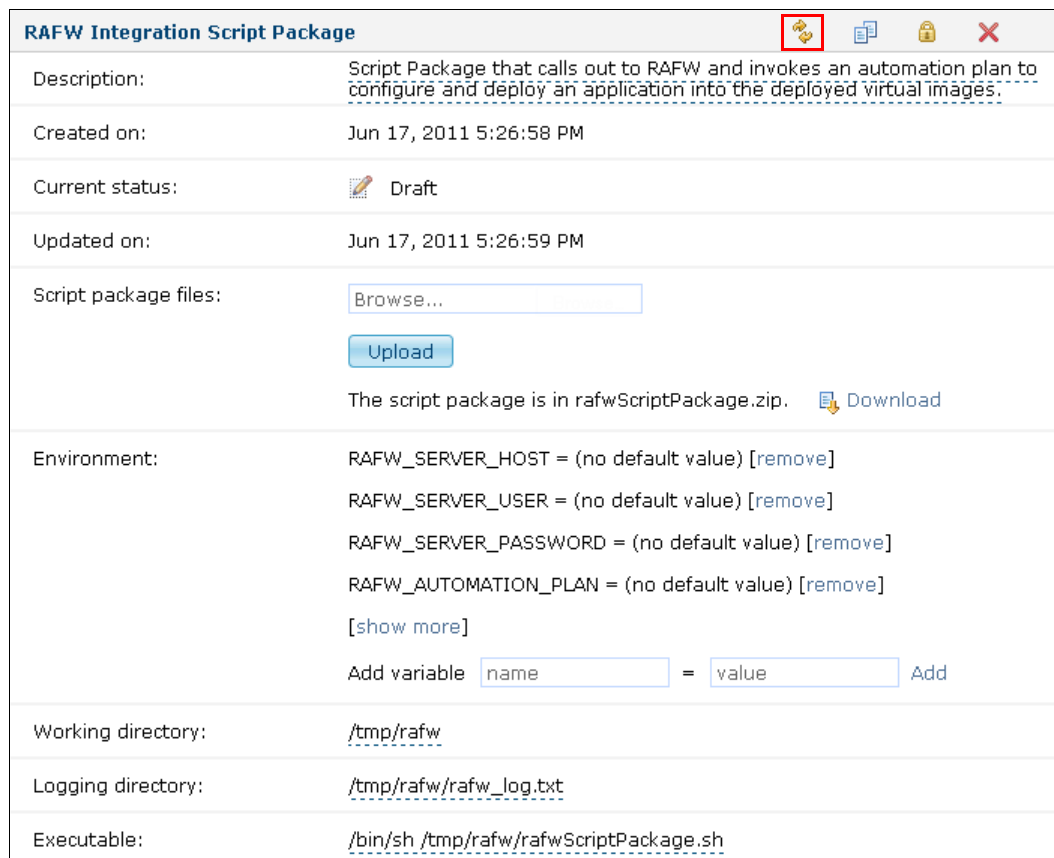 RAFW Integration Script Package
Description:
Script Package that calls out to RAFW and invokes an automation plan to
configure and deploy an application into the deployed virtual images.
Created on:
Jun 17, 2011 5:26:58 PM
Current status:
Draft
Updated on:
Jun 17, 2011 5:26:59 PM
Script package files:
Browse...
Upload
The script package is in rafwScriptPackage.zip. Download
Environment:
RAFW_SERVER_HOST = (no default value) [remove]
RAFW_SERVER_USER = (no default value) [remove]
RAFW_SERVER_PASSWORD = (no default value) [remove]
RAFW_AUTOMATION_PLAN = (no default value) [remove]
[show more]
Add variable name = value Add
Working directory:
/tmp/rafw
Logging directory:
/tmp/rafw/rafw_log.txt
Executable:
/bin/sh /tmp/rafw/rafwScriptPackage.sh